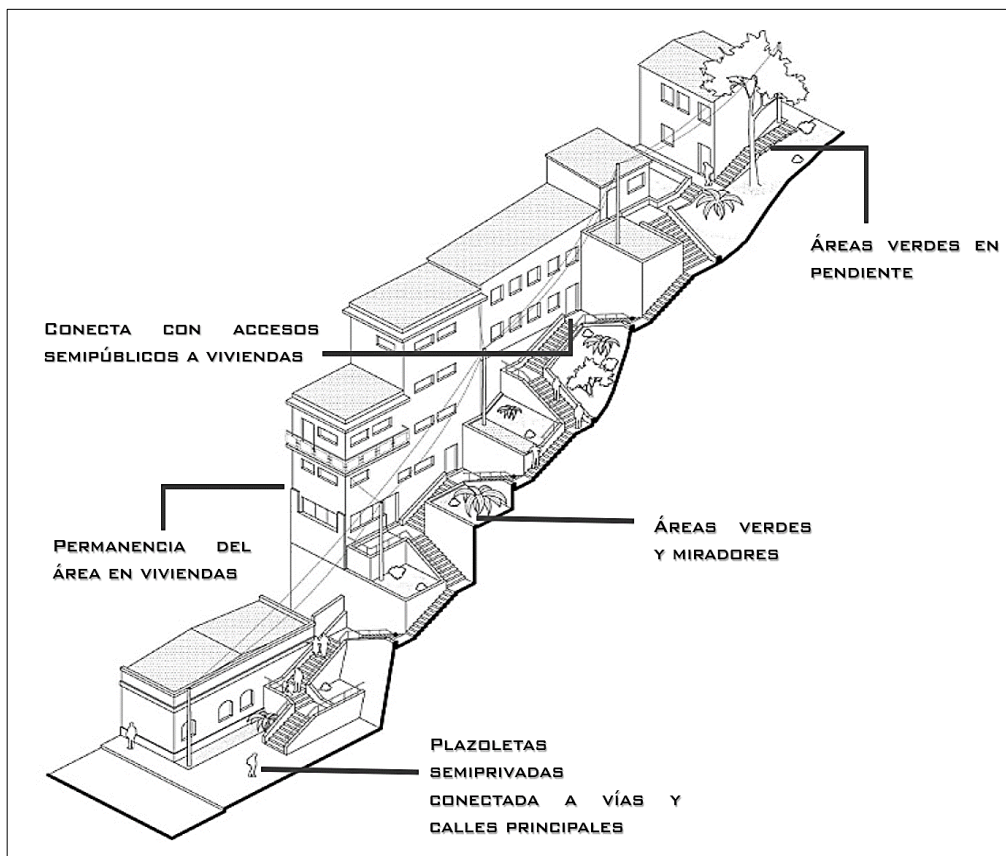 ÁREAS VERDES EN
PENDIENTE
CONECTA CON ACCESOS
SEMIPÚBLICOS A VIVIENDAS
PERMANENCIA DEL
ÁREA EN VIVIENDAS
ÁREAS VERDES
Y MIRADORES
PLAZOLETAS
SEMIPRIVADAS
CONECTADA A VÍAS Y
CALLES PRINCIPALES